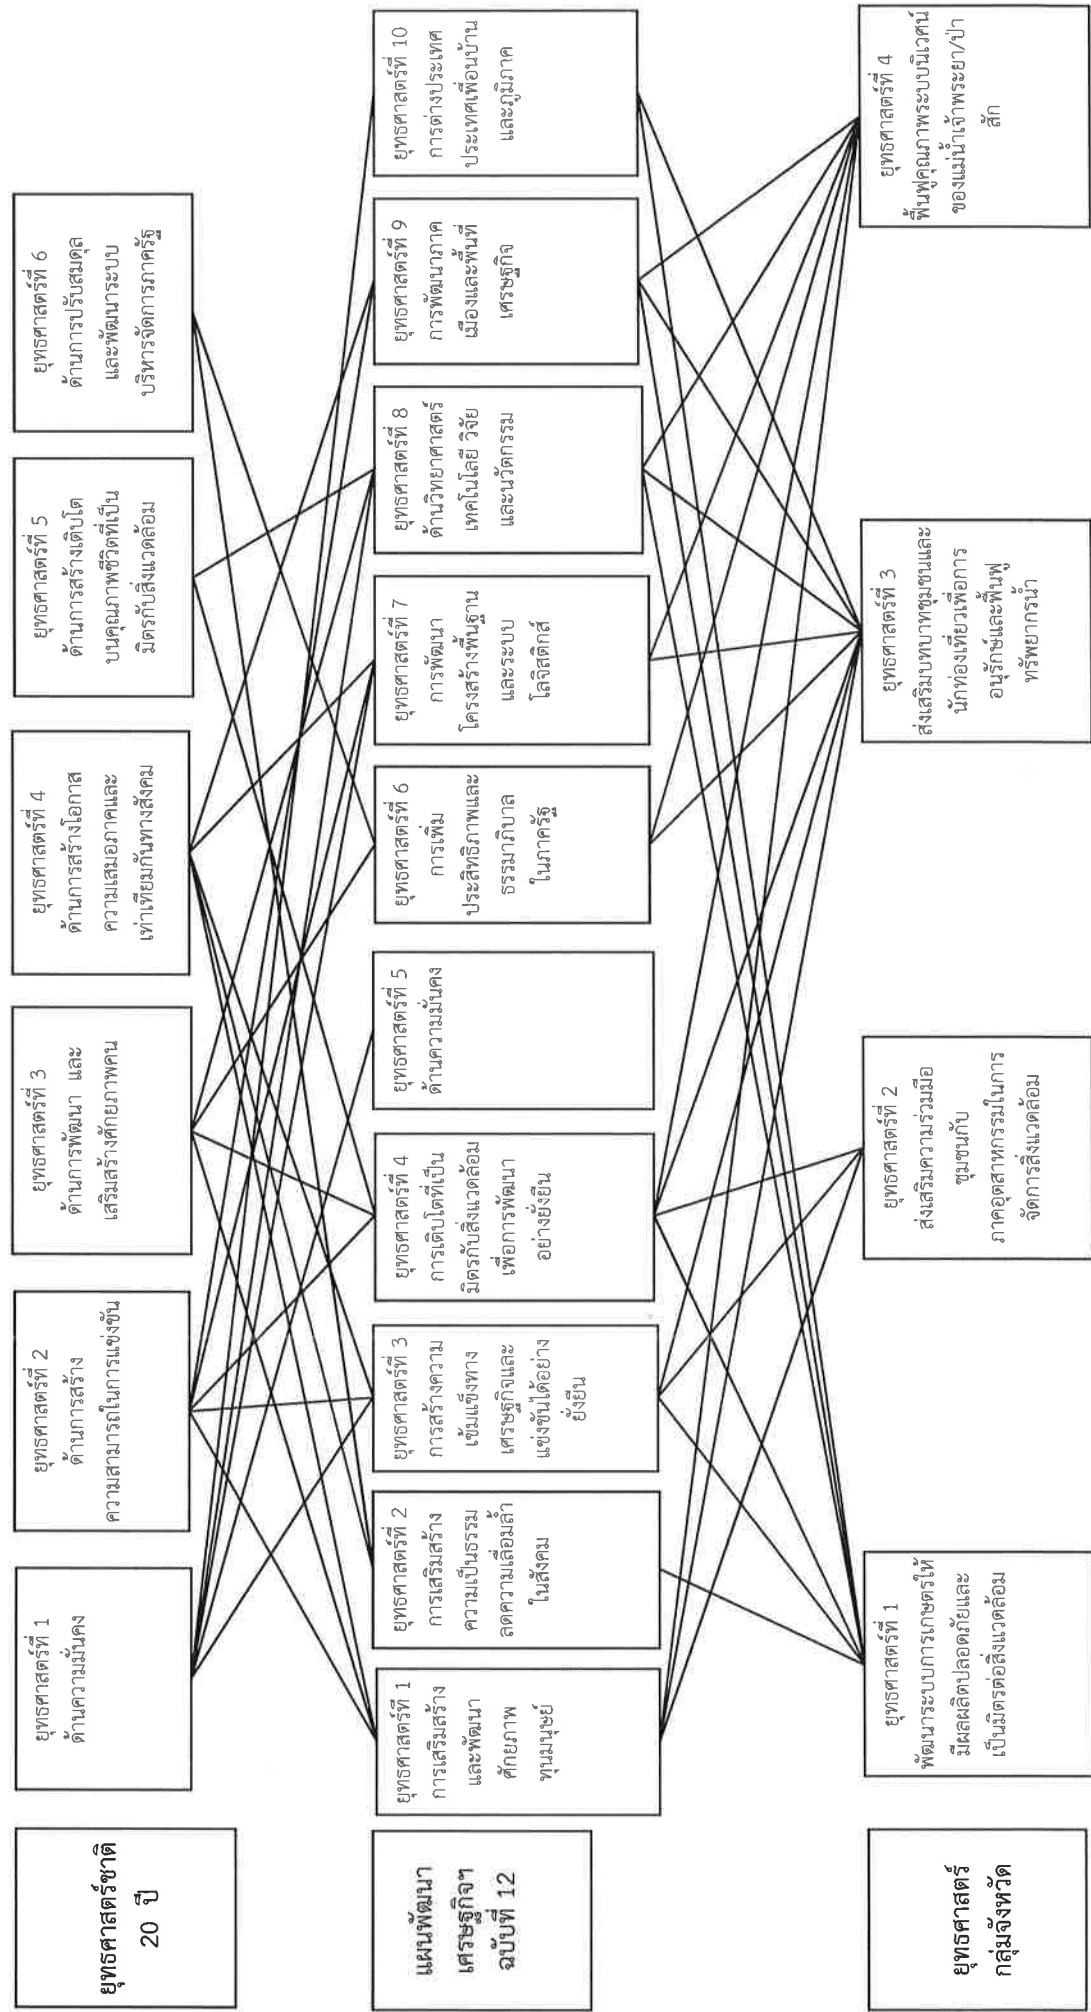 ยุทธศาสตร์ชาติ
20 ปี
ยุทธศาสตร์ที่ 1
ด้านความมั่นคง
ยุทธศาสตร์ที่ 2
ด้านการสร้าง
ความสามารถในการแข่งขัน
ยุทธศาสตร์ที่ 3
ด้านการพัฒนา และ
เสริมสร้างศักยภาพคน
ยุทธศาสตร์ที่ 4
ด้านการสร้างโอกาส
ความเสมอภาคและ
เท่าเทียมกันทางสังคม
ยุทธศาสตร์ที่ 5
ด้านการสร้างเติบโต
บนคุณภาพชีวิตที่เป็น
มิตรกับสิ่งแวดล้อม
ยุทธศาสตร์ที่ 6
ด้านการปรับสมดุล
และพัฒนาระบบ
บริหารจัดการภาครัฐ
แผนพัฒนา
เศรษฐกิจฯ
ฉบับที่ 12
ยุทธศาสตร์ที่ 1
การเสริมสร้าง
และพัฒนา
ศักยภาพ
ทุนมนุษย์
ยุทธศาสตร์ที่ 2
การเสริมสร้าง
ความเป็นธรรม
ลดความเลื่อมล้ำ
ในสังคม
ยุทธศาสตร์ที่ 3
การสร้างความ
เข้มแข็งทาง
เศรษฐกิจและ
แข่งขันได้อย่าง
ยั่งยืน
ยุทธศาสตร์ที่ 4
การเติบโตที่เป็น
มิตรกับสิ่งแวดล้อม
เพื่อการพัฒนา
อย่างยั่งยืน
ยุทธศาสตร์ที่ 5
ด้านความมั่นคง
ยุทธศาสตร์ที่ 6
การเพิ่ม
ประสิทธิภาพและ
ธรรมาภิบาล
ในภาครัฐ
ยุทธศาสตร์ที่ 7
การพัฒนา
โครงสร้างพื้นฐาน
และระบบ
โลจิสติกส์
ยุทธศาสตร์ที่ 8
ด้านวิทยาศาสตร์
เทคโนโลยี วิจัย
และนวัตกรรม
ยุทธศาสตร์ที่ 9
การพัฒนาภาค
เมืองและพื้นที่
เศรษฐกิจ
ยุทธศาสตร์ที่ 10
การต่างประเทศ
ประเทศเพื่อนบ้าน
และภูมิภาค
ยุทธศาสตร์
กลุ่มจังหวัด
ยุทธศาสตร์ที่ 1
พัฒนาระบบการเกษตรให้
มีผลผลิตปลอดภัยและ
เป็นมิตรต่อสิ่งแวดล้อม
ยุทธศาสตร์ที่ 2
ส่งเสริมความร่วมมือ
ชุมชนกับ
ภาคอุตสาหกรรมในการ
จัดการสิ่งแวดล้อม
ยุทธศาสตร์ที่ 3
ส่งเสริมบทบาทชุมชนและ
นักท่องเที่ยวเพื่อการ
อนุรักษ์และฟื้นฟู
ทรัพยากรน้ำ
ยุทธศาสตร์ที่ 4
ฟื้นฟูคุณภาพระบบนิเวศน์
ของแม่น้ำเจ้าพระยา/ป่า
สัก